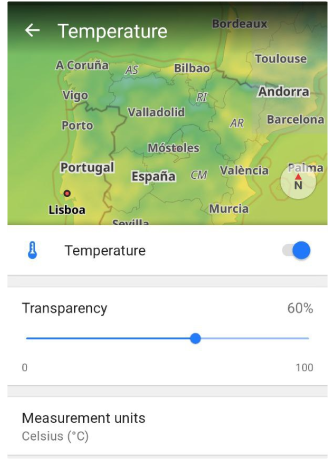 Temperature
Bordeaux
Toulouse
A Coruña
AS
Bilbao
Vigo
RI
Andorra
Valladolid
Porto
AR
Barcelona
Móstoles
Portugal
España
CM
València
Palma
N
Lisboa
Murcia
Sevilla
Temperature
Transparency 60%
0 100
Measurement units
Celsius (°C)